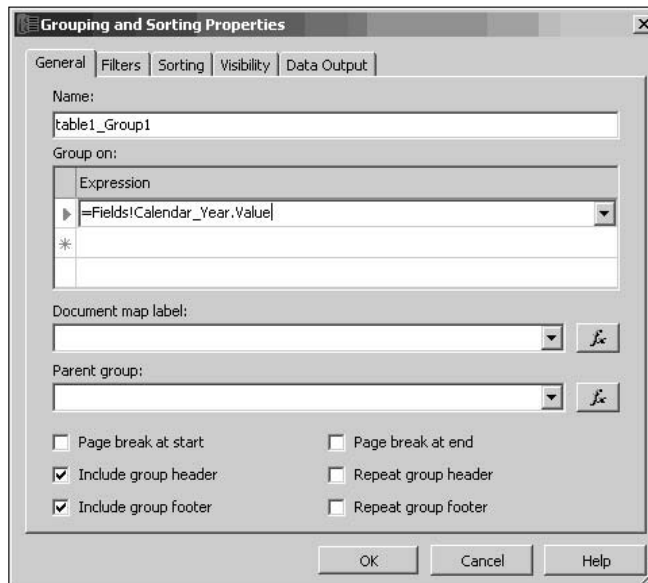 Grouping and Sorting Properties
General Filters Sorting Visibility Data Output
Name:
table1_Group1
Group on:
Expression
=Fields!Calendar_Year.Value
Document map label:
fx
Parent group:
fx
Page break at start Page break at end
Include group header Repeat group header
Include group footer Repeat group footer
OK Cancel Help